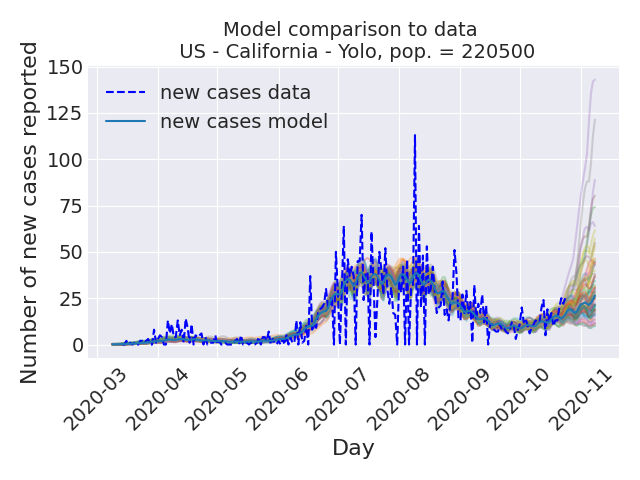 Model comparison to data
US - California - Yolo, pop. = 220500
Number of new cases reported
150
125
100
75
50
25
0
new cases data
new cases model
2020-03
2020-04
2020-05
2020-06
2020-07
2020-08
2020-09
2020-10
2020-11
Day